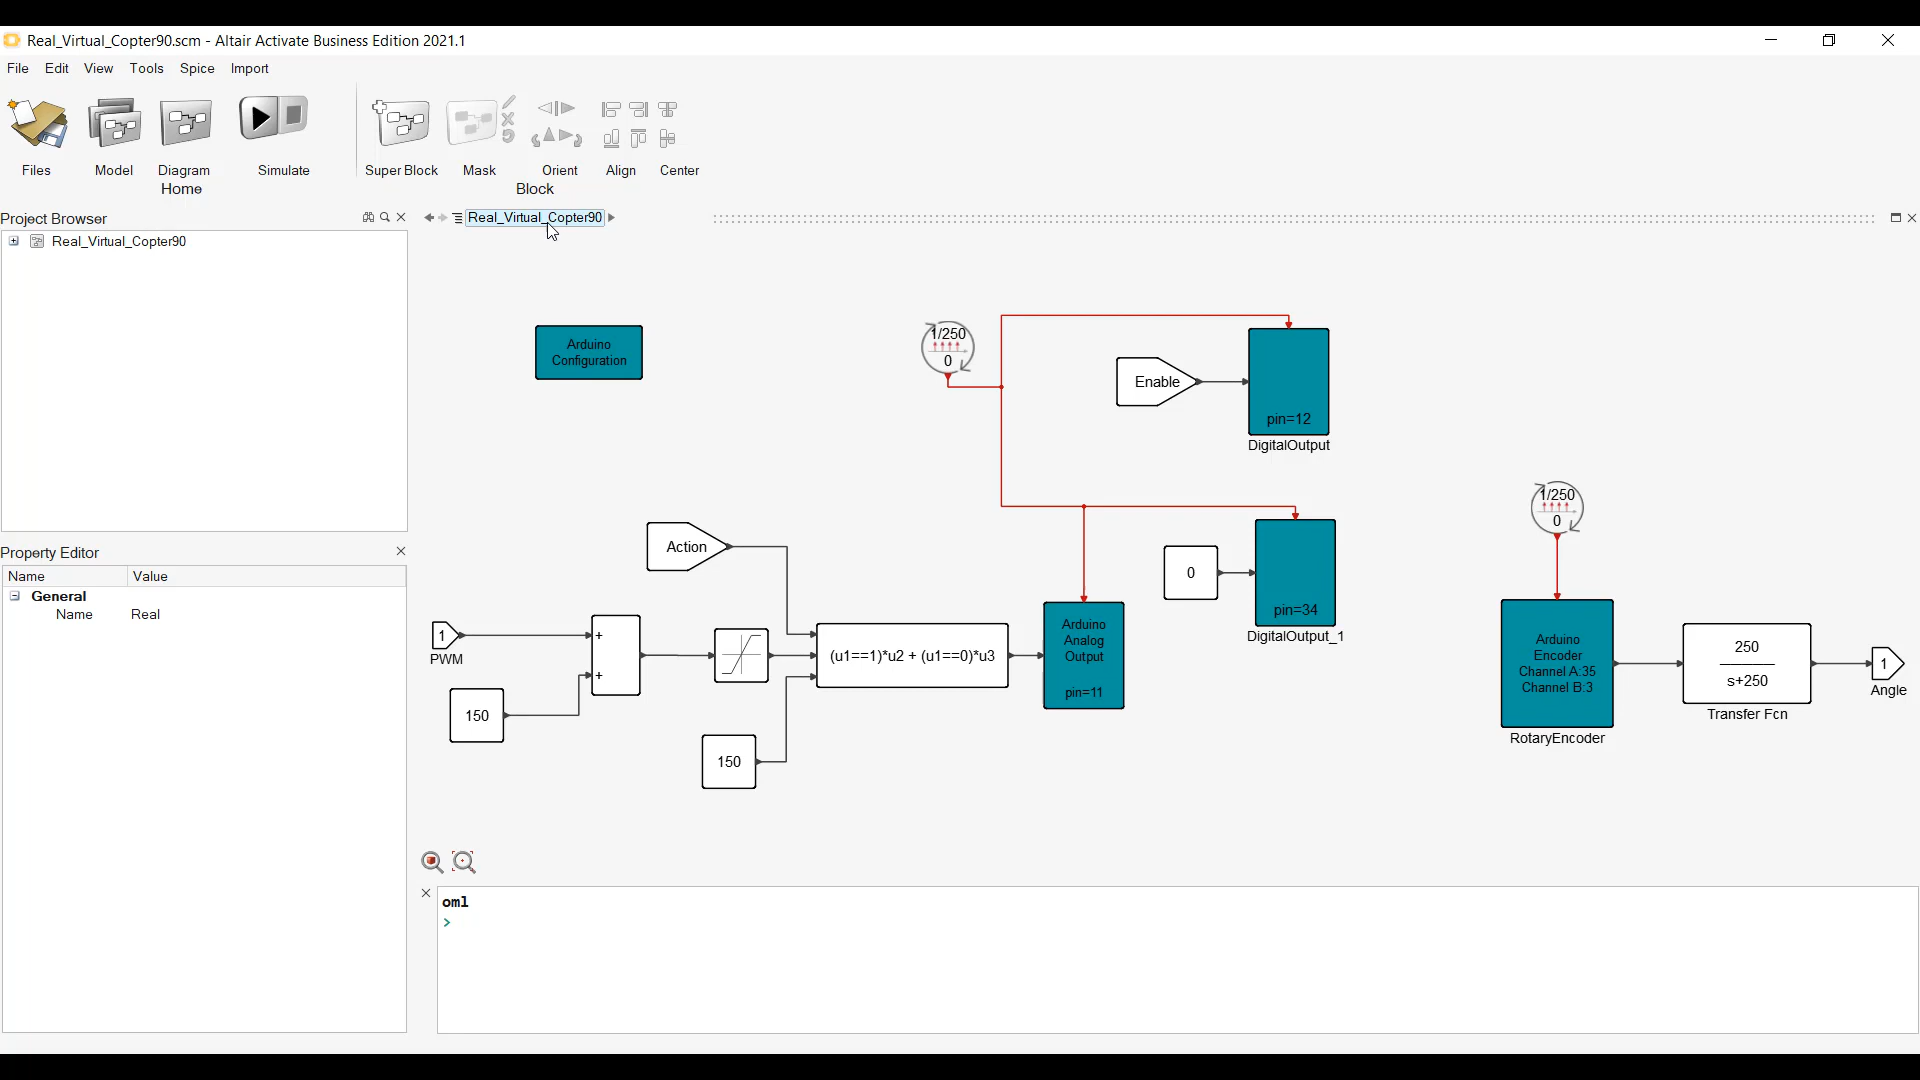 Real_Virtual_Copter90.scm - Altair Activate Business Edition 2021.1
File Edit View Tools Spice Import
Files Model Diagram Simulate Super Block Mask Orient Align Center
Home Block
Project Browser
Real_Virtual_Copter90
Real_Virtual_Copter90
Arduino
Configuration
1/250
0
Enable
pin=12
DigitalOutput
1/250
0
Property Editor
Name Value
General
Name Real
Action
0
pin=34
DigitalOutput_1
1
PWM
+
+
150
(u1==1)*u2 + (u1==0)*u3
150
Arduino
Analog
Output
pin=11
Arduino
Encoder
Channel A:35
Channel B:3
RotaryEncoder
250
s+250
Transfer Fcn
1
Angle
oml
>